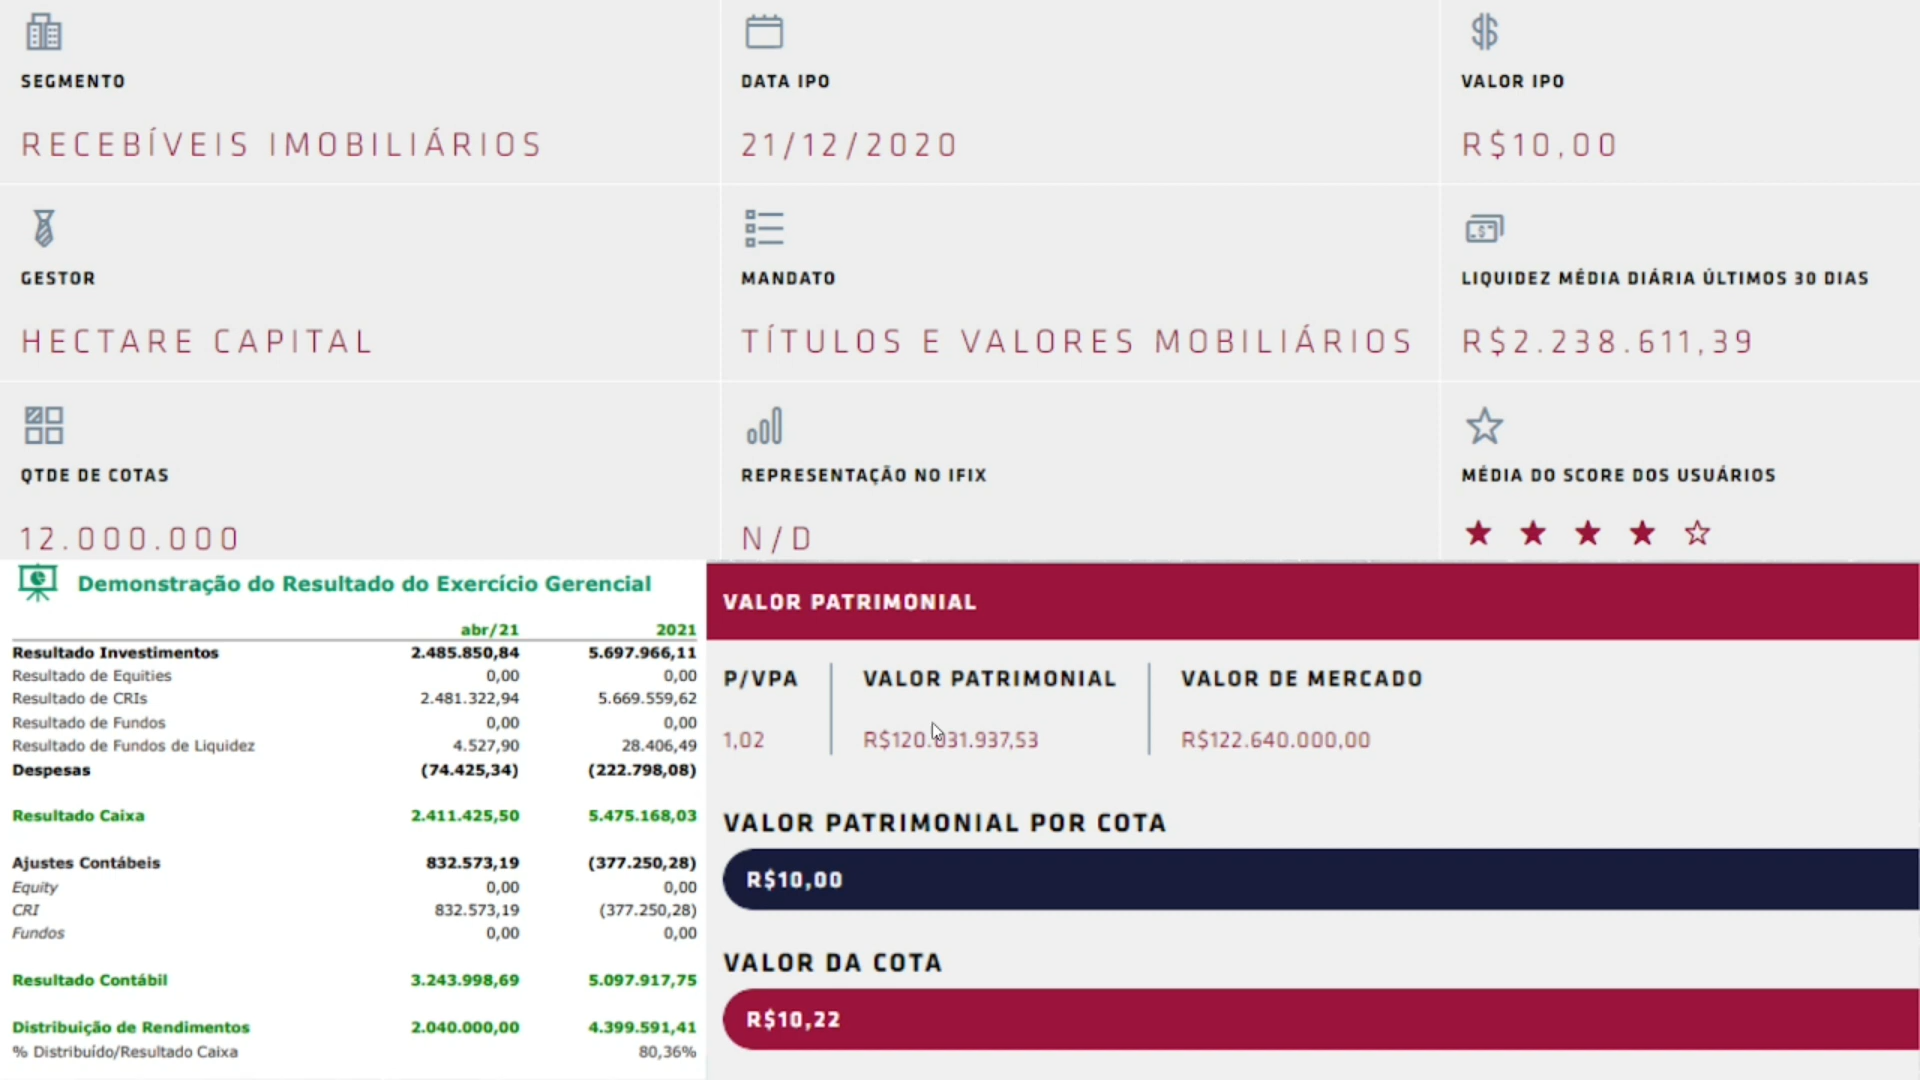 SEGMENTO
RECEBÍVEIS IMOBILIÁRIOS
DATA IPO
21/12/2020
VALOR IPO
R$10,00
GESTOR
HECTARE CAPITAL
MANDATO
TÍTULOS E VALORES MOBILIÁRIOS
LIQUIDEZ MÉDIA DIÁRIA ÚLTIMOS 30 DIAS
R$2.238.611,39
QTDE DE COTAS
12.000.000
REPRESENTAÇÃO NO IFIX
N/D
MÉDIA DO SCORE DOS USUÁRIOS
Demonstração do Resultado do Exercício Gerencial
abr/21 2021
Resultado Investimentos 2.485.850,84 5.697.966,11
Resultado de Equities 0,00 0,00
Resultado de CRIs 2.481.322,94 5.669.559,62
Resultado de Fundos 0,00 0,00
Resultado de Fundos de Liquidez 4.527,90 28.406,49
Despesas (74.425,34) (222.798,08)
Resultado Caixa 2.411.425,50 5.475.168,03
Ajustes Contábeis 832.573,19 (377.250,28)
Equity 0,00 0,00
CRI 832.573,19 (377.250,28)
Fundos 0,00 0,00
Resultado Contábil 3.243.998,69 5.097.917,75
Distribuição de Rendimentos 2.040.000,00 4.399.591,41
% Distribuído/Resultado Caixa 80,36%
VALOR PATRIMONIAL
P/VPA
1,02
VALOR PATRIMONIAL
R$120.031.937,53
VALOR DE MERCADO
R$122.640.000,00
VALOR PATRIMONIAL POR COTA
R$10,00
VALOR DA COTA
R$10,22